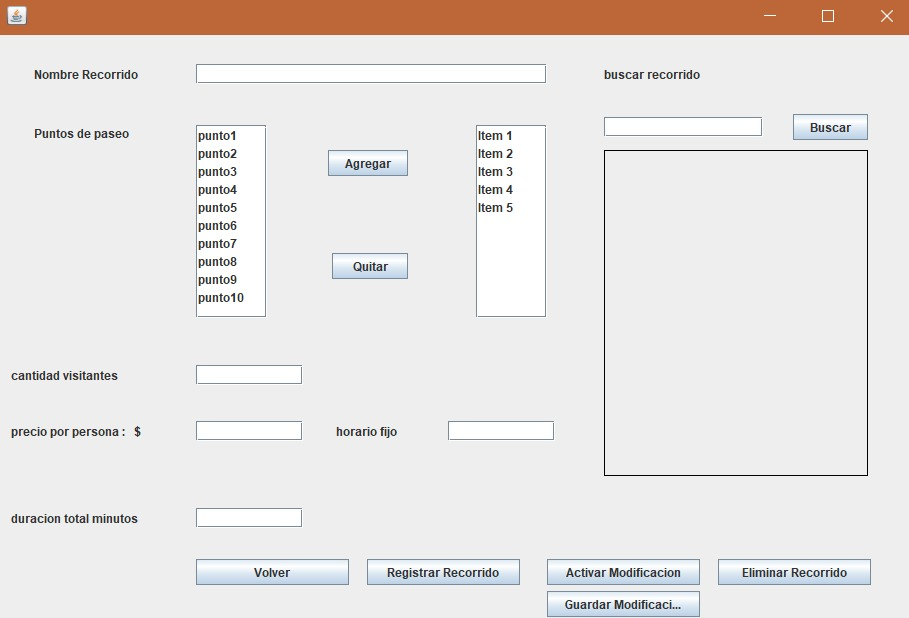 Nombre Recorrido
buscar recorrido
Puntos de paseo
punto1
punto2
punto3
punto4
punto5
punto6
punto7
punto8
punto9
punto10
Agregar
Quitar
Item 1
Item 2
Item 3
Item 4
Item 5
Buscar
cantidad visitantes
precio por persona : $
horario fijo
duracion total minutos
Volver
Registrar Recorrido
Activar Modificacion
Eliminar Recorrido
Guardar Modificaci...